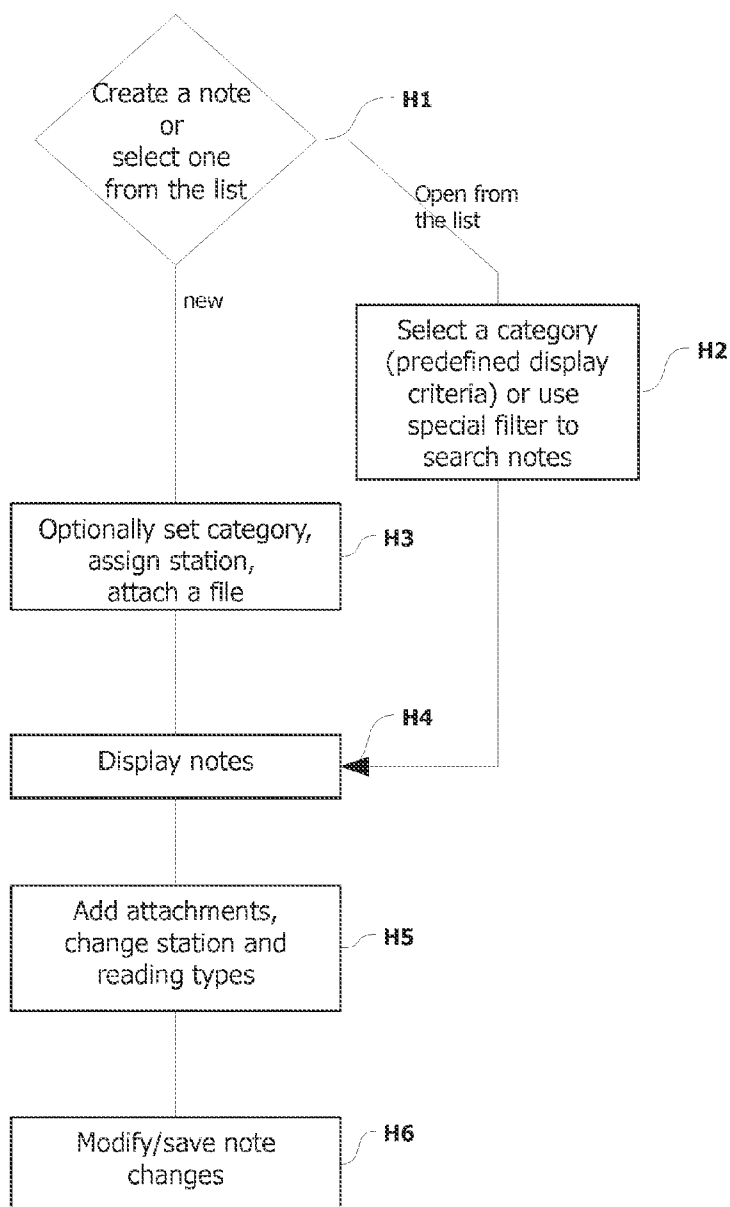 Create a note
or
select one
from the list
H1
Open from
the list
new
Select a category
(predefined display
criteria) or use
special filter to
search notes
H2
Optionally set category,
assign station,
attach a file
H3
H4
Display notes
Add attachments,
change station and
reading types
H5
Modify/save note
changes
H6